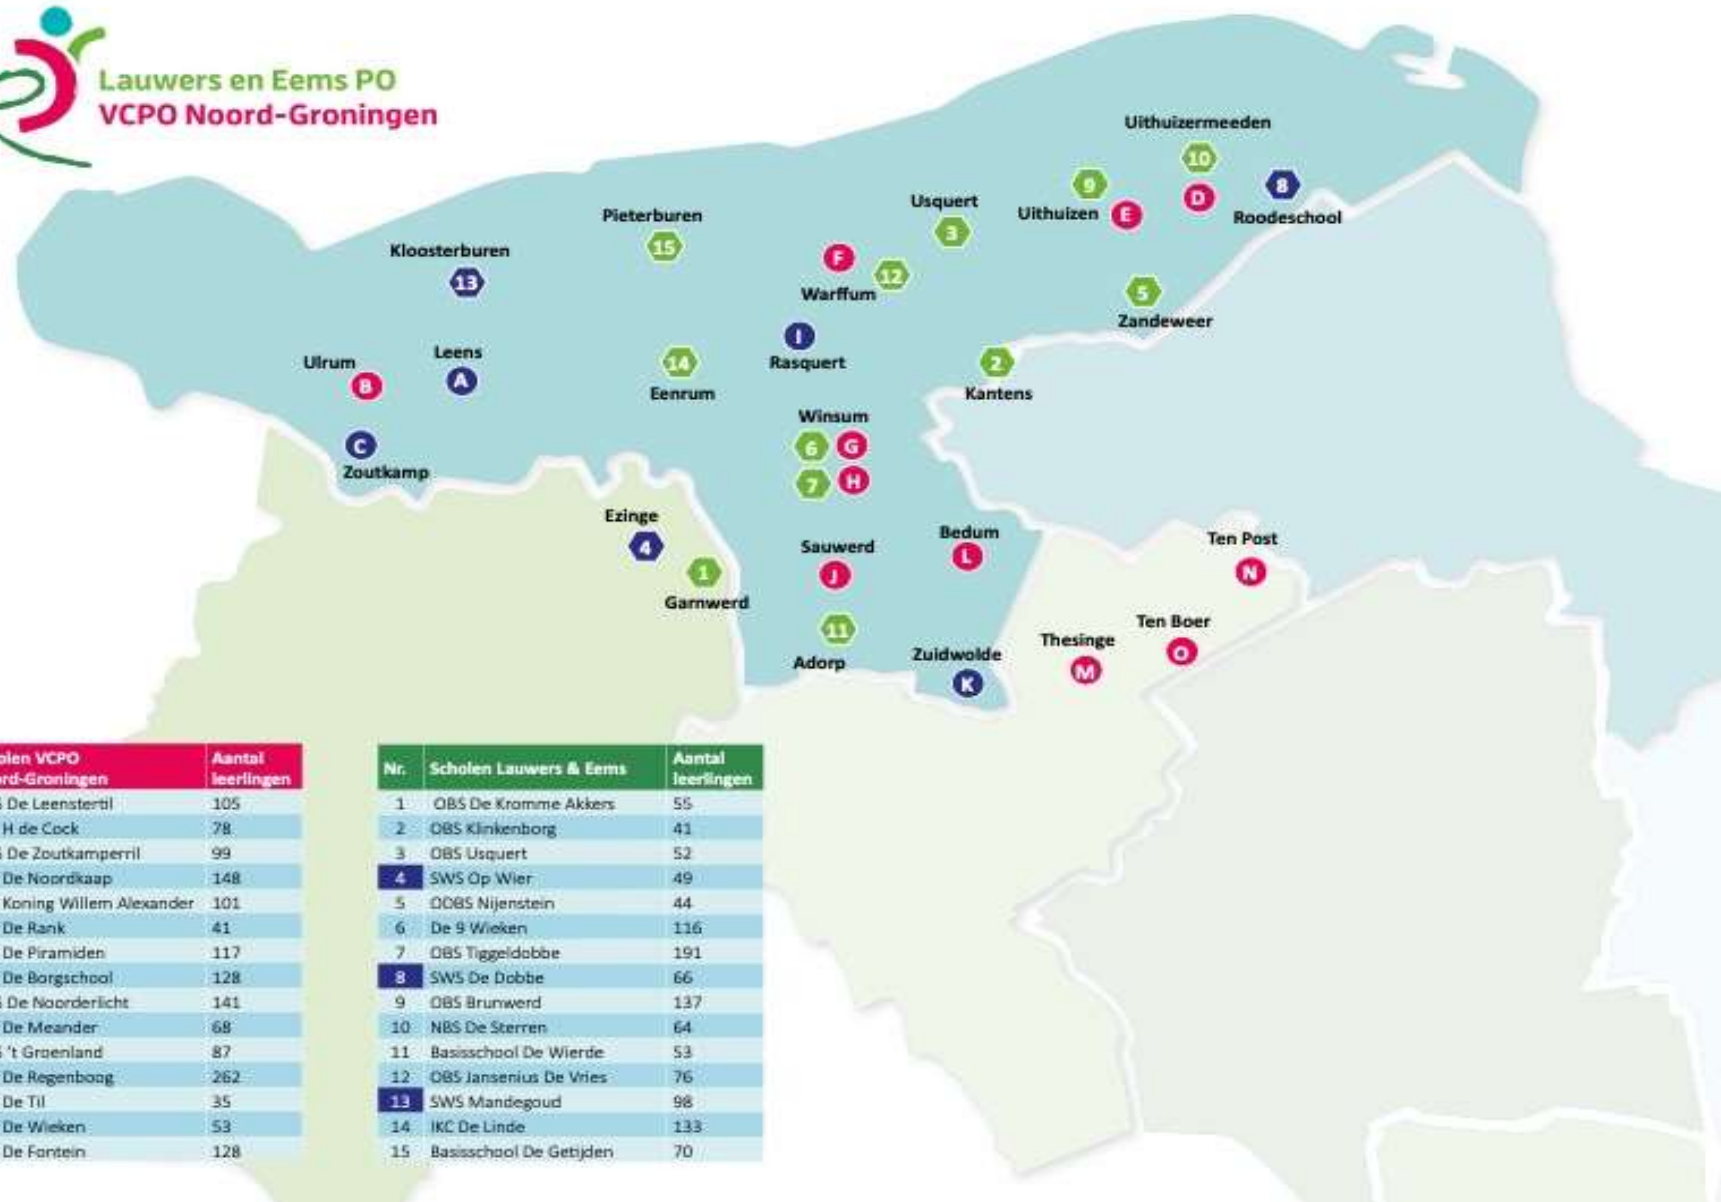 Lauwers en Eems PO
VCPO Noord-Groningen
Uithuizermeeden
10
9
8
D
Usquert
Uithuizen E
Roodeschool
Pieterburen
3
15
Kloosterburen
F
12
13
Warffum
5
Zandeweer
I
Ulrum
Leens
14
Rasquert
2
B
A
Eenrum
Kantens
Winsum
C
6 G
Zoutkamp
7 H
Ezinge
Bedum
Ten Post
4
Sauwerd
L
1
J
N
Garnwerd
Ten Boer
11
Thesinge
O
Adorp
Zuidwolde
M
K
olen VCPO Aantal
rd-Groningen leerlingen
De Leenstertil 105
H de Cock 78
De Zoutkamperril 99
De Noordkaap 148
Koning Willem Alexander 101
De Rank 41
De Piramiden 117
De Borgschool 128
De Noorderlicht 141
De Meander 68
't Groenland 87
De Regenboog 262
De Til 35
De Wieken 53
De Fontein 128
Nr. Scholen Lauwers & Eems Aantal
leerlingen
1 OBS De Kromme Akkers 55
2 OBS Klinkenborg 41
3 OBS Usquert 52
4 SWS Op Wier 49
5 ODBS Nijenstein 44
6 De 9 Wieken 116
7 OBS Tiggeldobbe 191
8 SWS De Dobbe 66
9 OBS Brunwerd 137
10 NBS De Sterren 64
11 Basisschool De Wierde 53
12 OBS Jansenius De Vries 76
13 SWS Mandegoud 98
14 IKC De Linde 133
15 Basisschool De Getijden 70